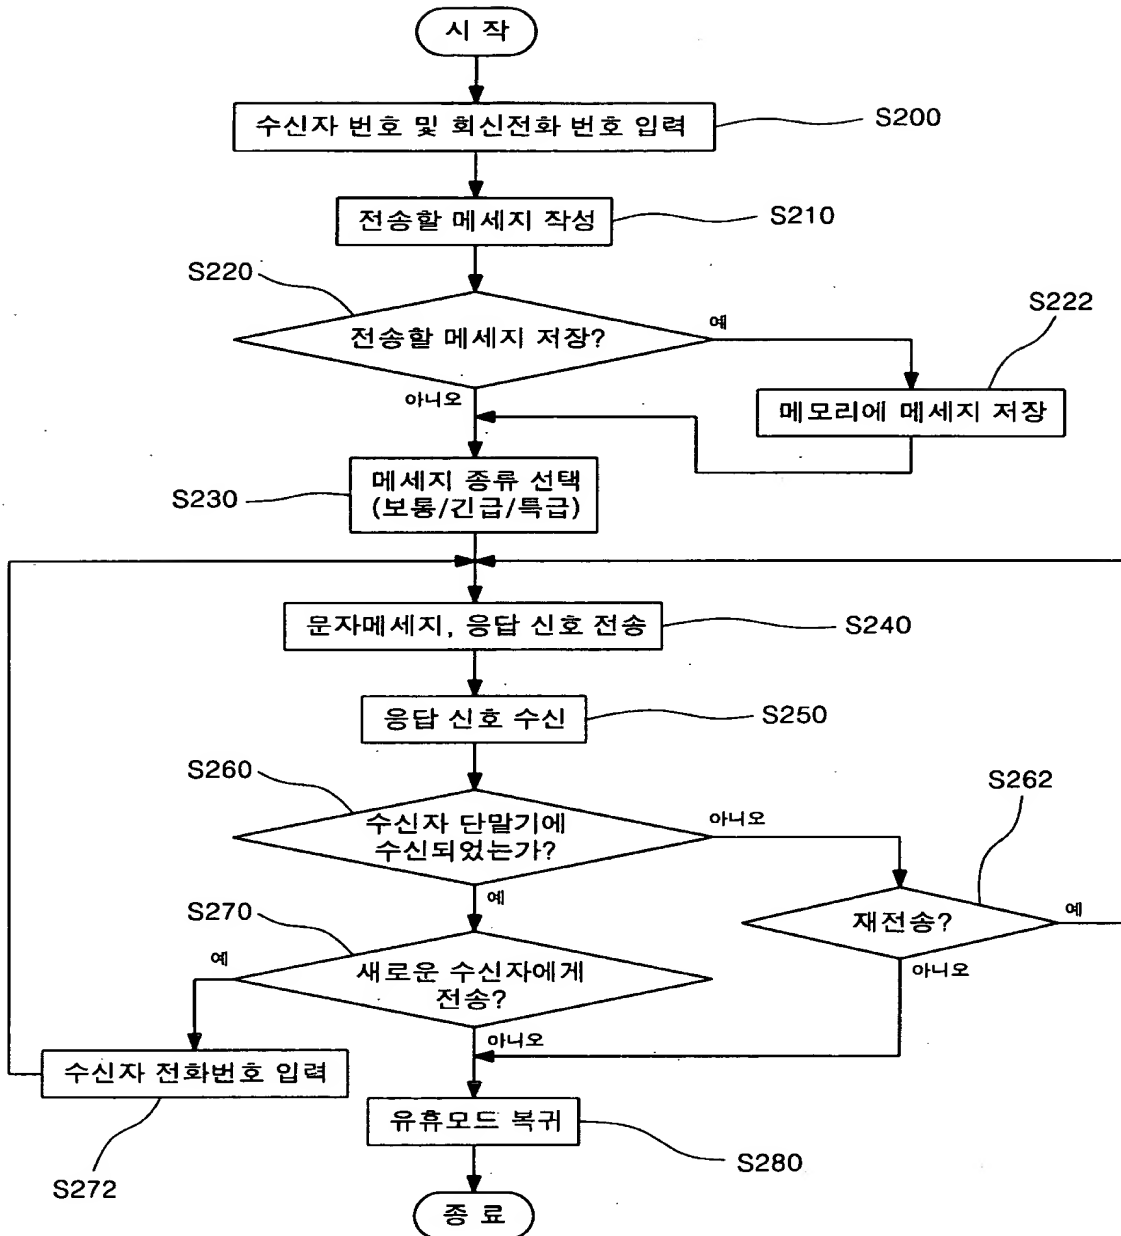 시 작
수신자 번호 및 회신전화 번호 입력
S200
전송할 메세지 작성
S210
S220
전송할 메세지 저장?
예
S222
아니오
메모리에 메세지 저장
S230
메세지 종류 선택
(보통/긴급/특급)
문자메세지, 응답 신호 전송
S240
응답 신호 수신
S250
S260
수신자 단말기에
수신되었는가?
아니오
S262
예
재전송?
예
아니오
S270
새로운 수신자에게
전송?
예
아니오
수신자 전화번호 입력
S272
유휴모드 복귀
S280
종 료